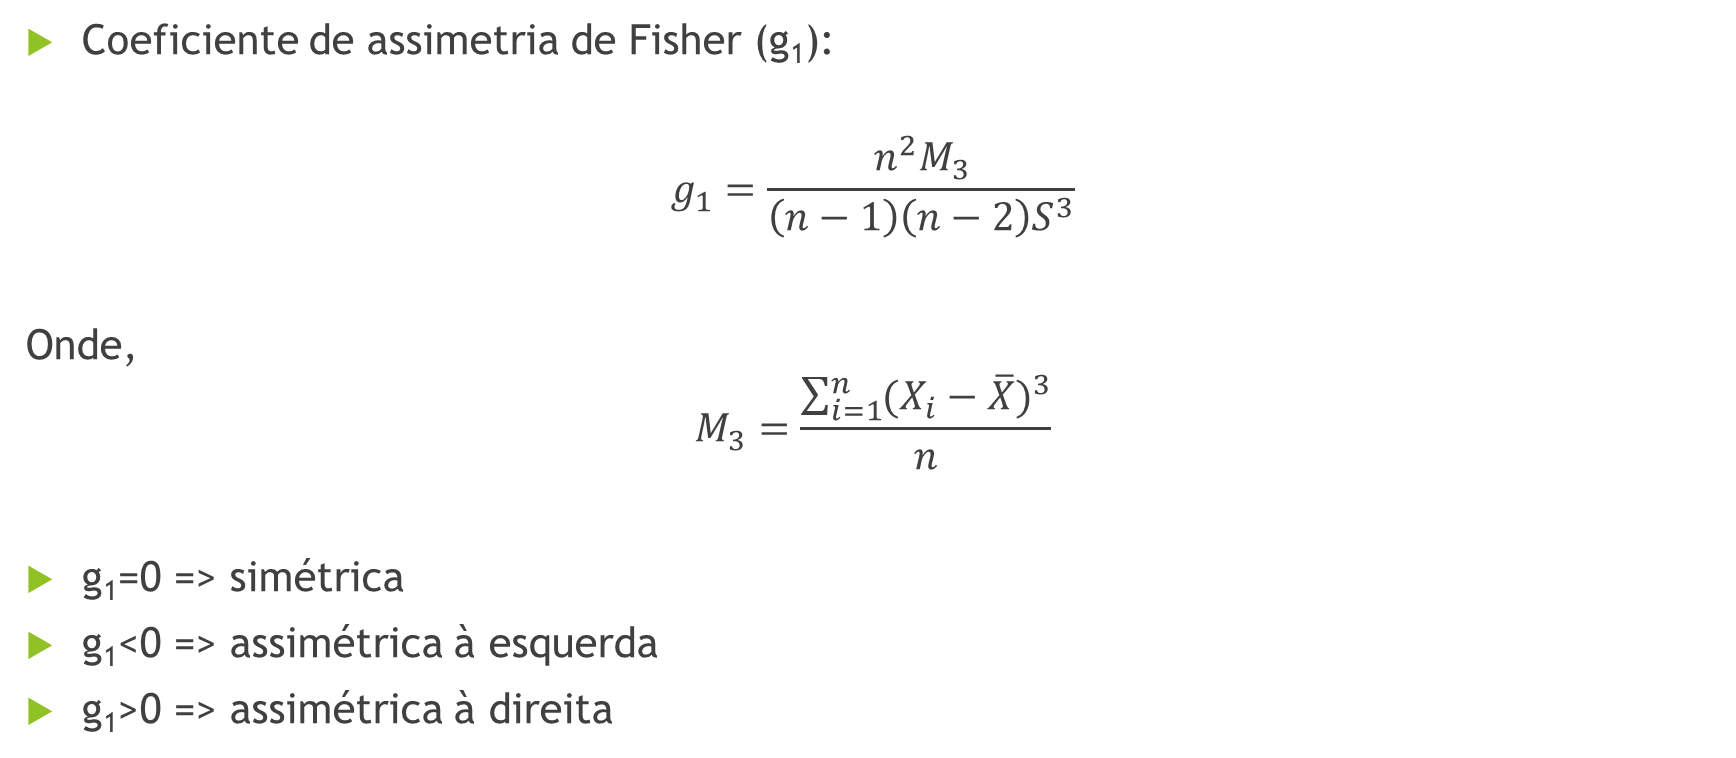 Coeficiente de assimetria de Fisher (g₁):
g₁ = n²M₃ / (n − 1)(n − 2)S³
Onde,
M₃ = ∑ⁿᵢ₌₁(Xᵢ − X̄)³ / n
g₁=0 => simétrica
g₁<0 => assimétrica à esquerda
g₁>0 => assimétrica à direita